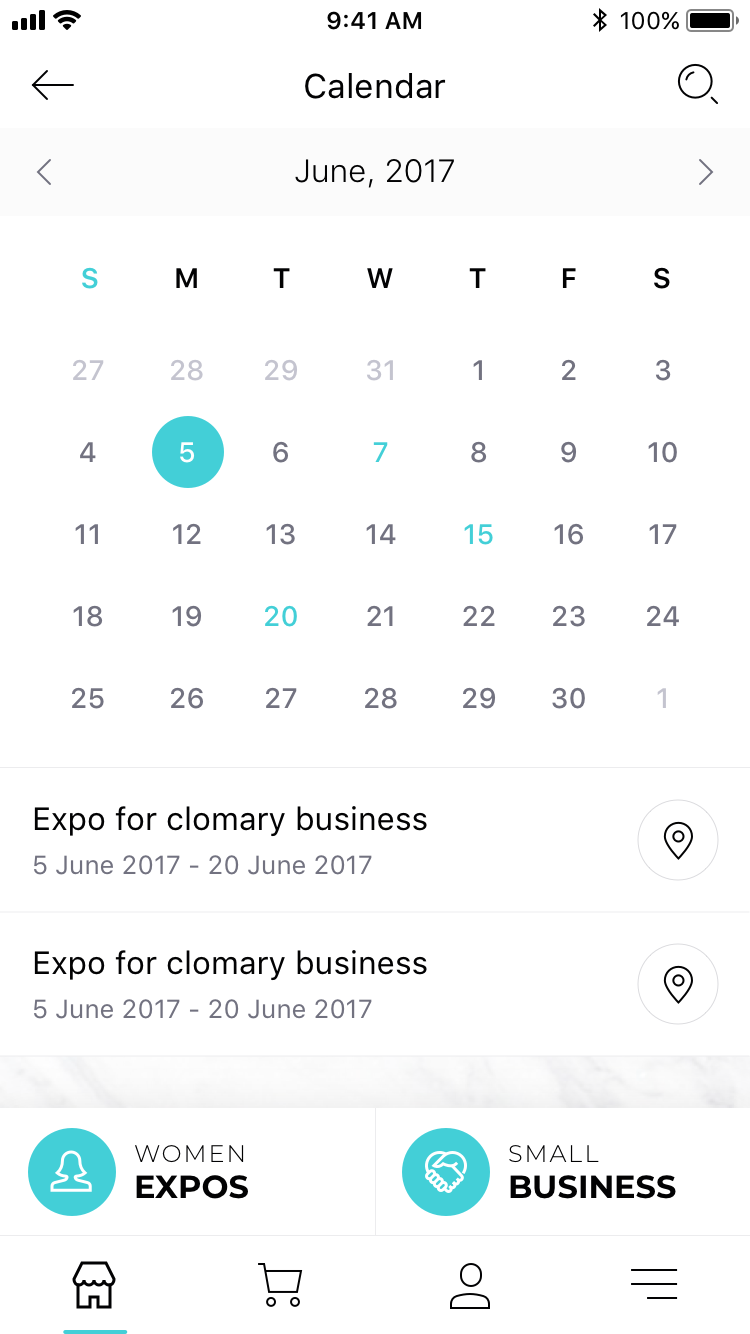 9:41 AM 100%
Calendar
June, 2017
S M T W T F S
27 28 29 31 1 2 3
4 5 6 7 8 9 10
11 12 13 14 15 16 17
18 19 20 21 22 23 24
25 26 27 28 29 30 1
Expo for clomary business
5 June 2017 - 20 June 2017
Expo for clomary business
5 June 2017 - 20 June 2017
WOMEN
EXPOS
SMALL
BUSINESS